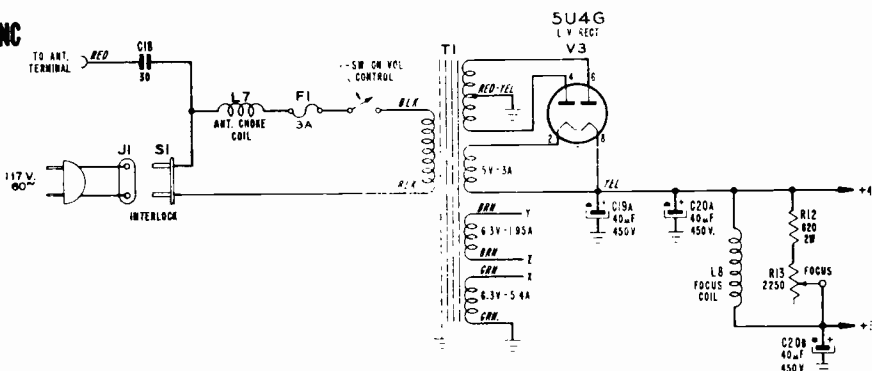 NC
5U4G
L V RECT
V3
TO ANT.
TERMINAL
RED
C18
30
SW ON VOL
CONTROL
T1
4
6
L7
ANT. CHOKE
COIL
F1
3A
BLK
RED-YEL
2
8
117 V.
60~
J1
S1
INTERLOCK
BLK
5V-3A
YEL
C19A
40µF
450V
C20A
40µF
450V.
R12
820
2W
BRN
Y
6.3V-1.95A
BRN
Z
GRN
X
6.3V-5.4A
GRN.
L8
FOCUS
COIL
R13
2250
FOCUS
C20B
40µF
450V